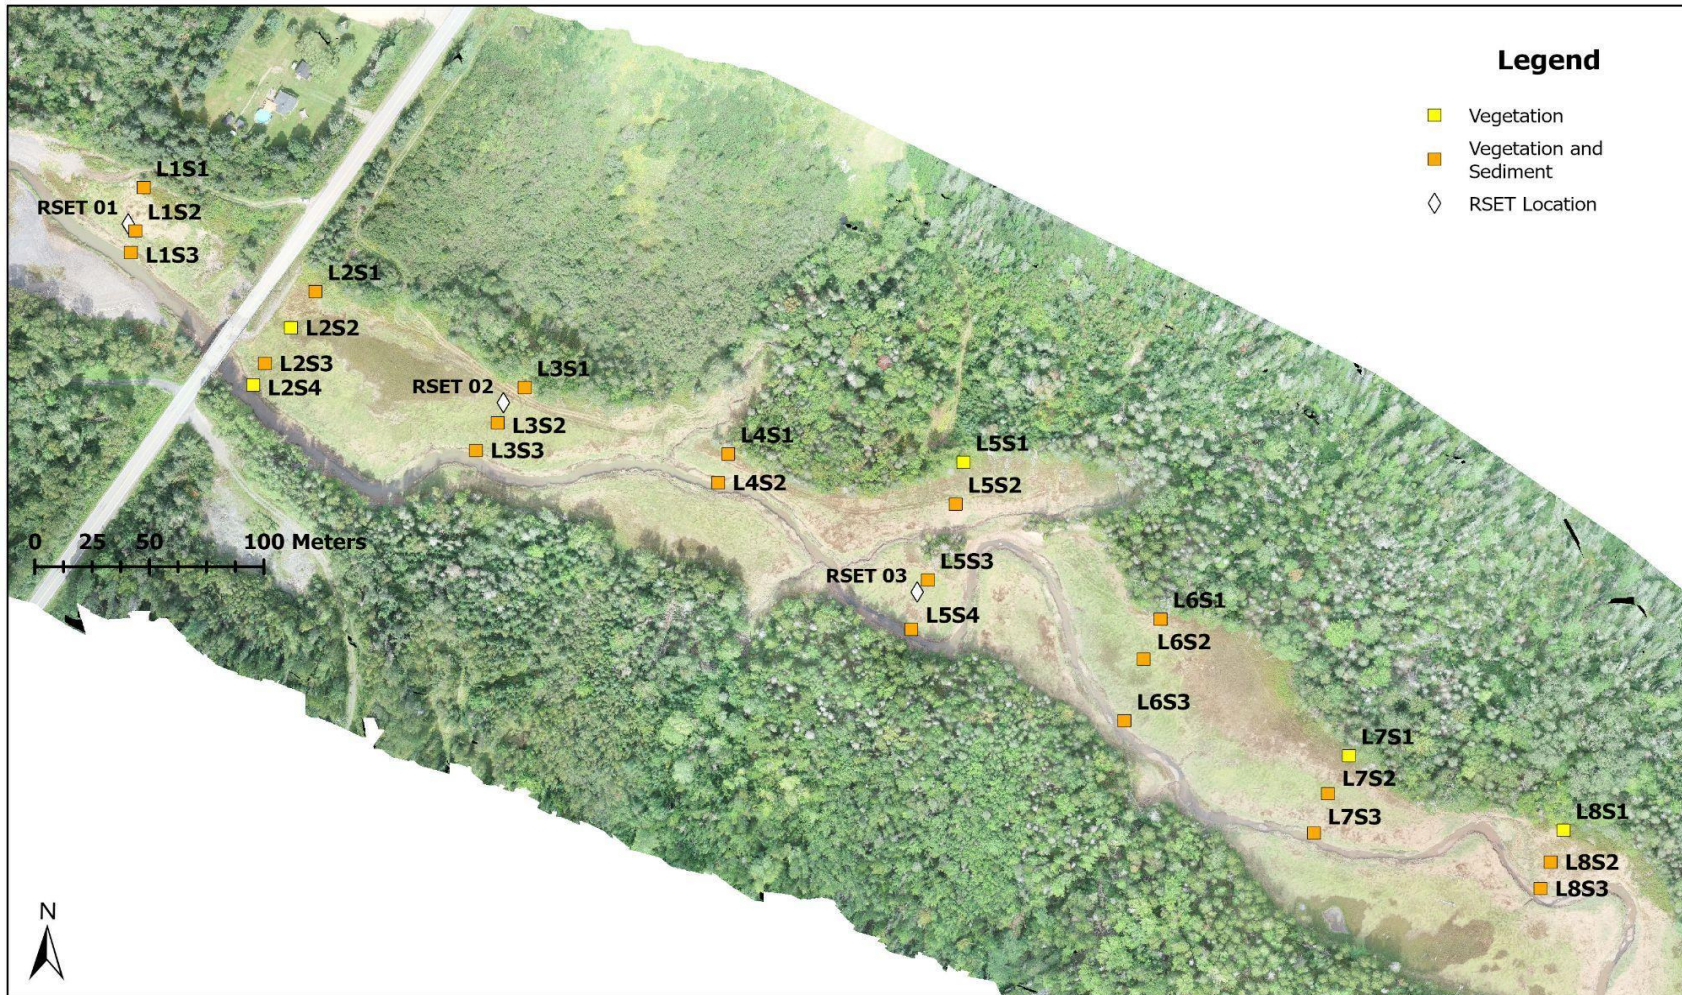 Legend
Vegetation
Vegetation and
Sediment
RSET Location
L1S1
RSET 01
L1S2
L1S3
L2S1
L2S2
L2S3
L2S4
L3S1
RSET 02
L3S2
L3S3
L4S1
L4S2
L5S1
L5S2
L5S3
RSET 03
L5S4
L6S1
L6S2
L6S3
L7S1
L7S2
L7S3
L8S1
L8S2
L8S3
0 25 50 100 Meters
N